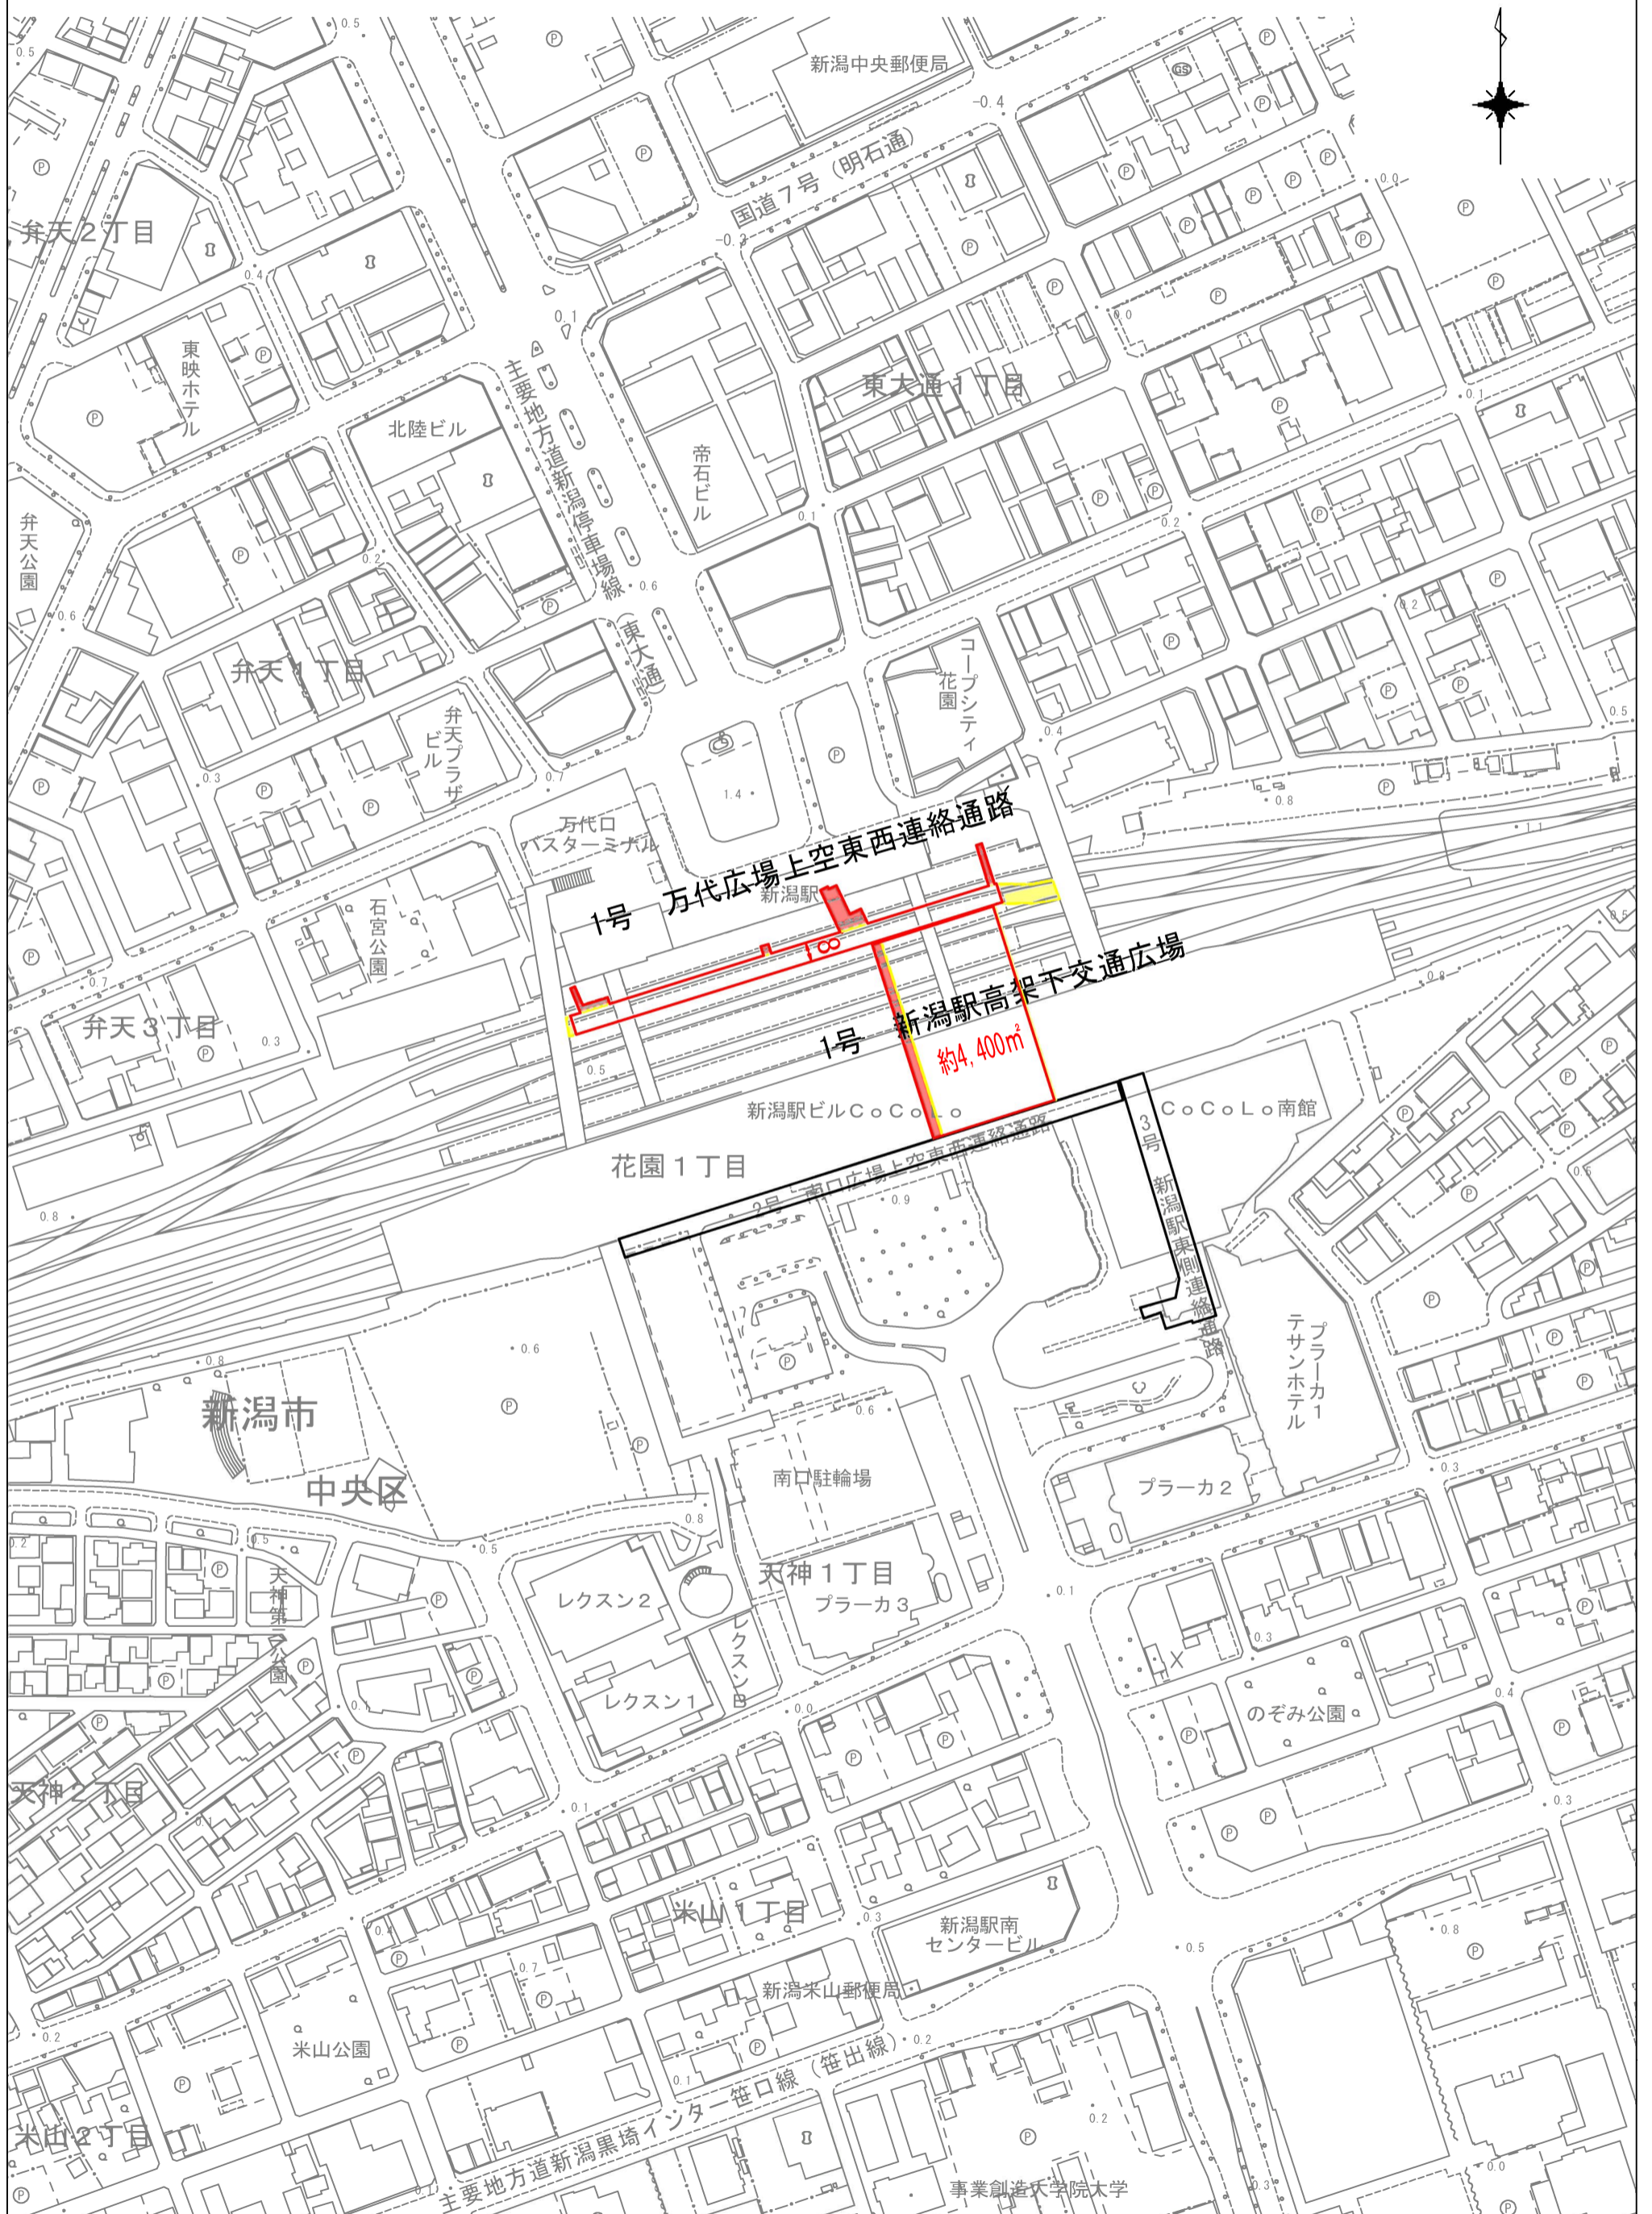 新潟中央郵便局
国道７号（明石通）
弁天２丁目
東映ホテル
北陸ビル
主要地方道新潟停車場線
（東大通）
帝石ビル
東大通１丁目
弁天公園
弁天１丁目
弁天プラザ
ビル
コープシティ
花園
万代口
バスターミナル
新潟駅
1号　万代広場上空東西連絡通路
8
石宮公園
弁天３丁目
1号　新潟駅高架下交通広場
約4,400㎡
新潟駅ビルＣｏＣｏＬｏ
ＣｏＣｏＬｏ南館
花園１丁目
2号　南口広場上空東西連絡通路
3号　新潟駅東側連絡通路
プラーカ１
テサンホテル
新潟市
中央区
南口駐輪場
プラーカ２
天神１丁目
プラーカ３
レクスン２
レクスン１
天神第二公園
のぞみ公園
天神２丁目
米山１丁目
新潟駅南
センタービル
新潟米山郵便局
米山公園
米山２丁目
主要地方道新潟黒埼インター笹口線（笹出線）
事業創造大学院大学